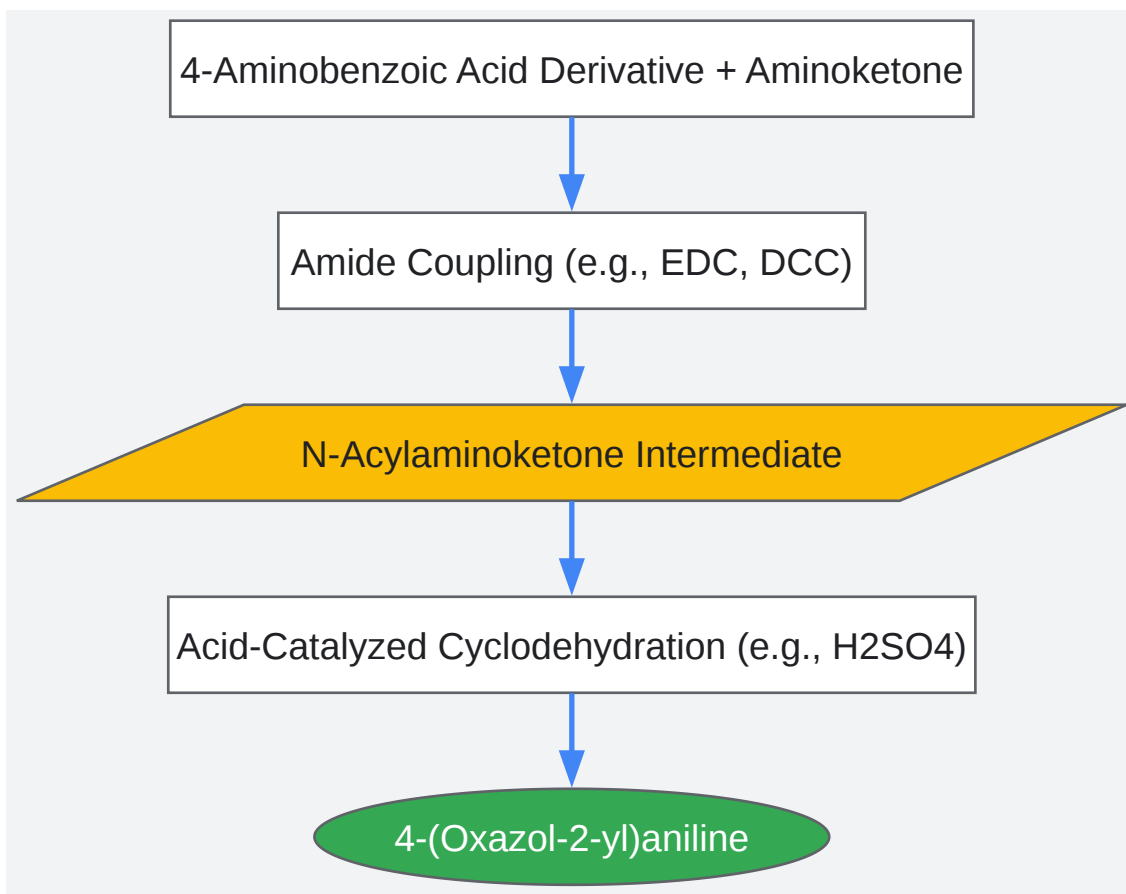 4-Aminobenzoic Acid Derivative + Aminoketone
Amide Coupling (e.g., EDC, DCC)
N-Acylaminoketone Intermediate
Acid-Catalyzed Cyclodehydration (e.g., H2SO4)
4-(Oxazol-2-yl)aniline